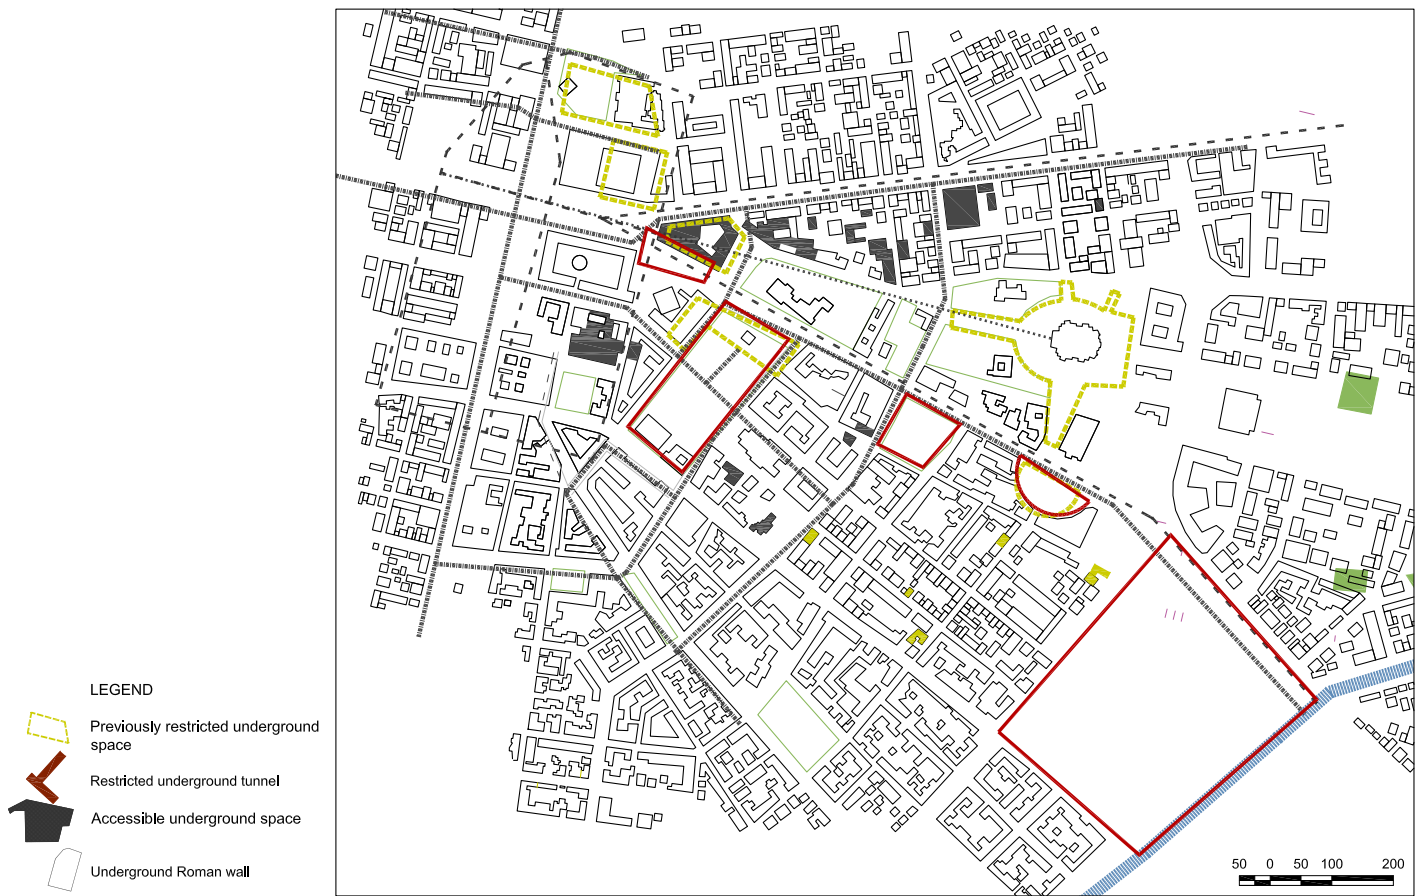 LEGEND
Previously restricted underground
space
Restricted underground tunnel
Accessible underground space
Underground Roman wall
50 0 50 100 200